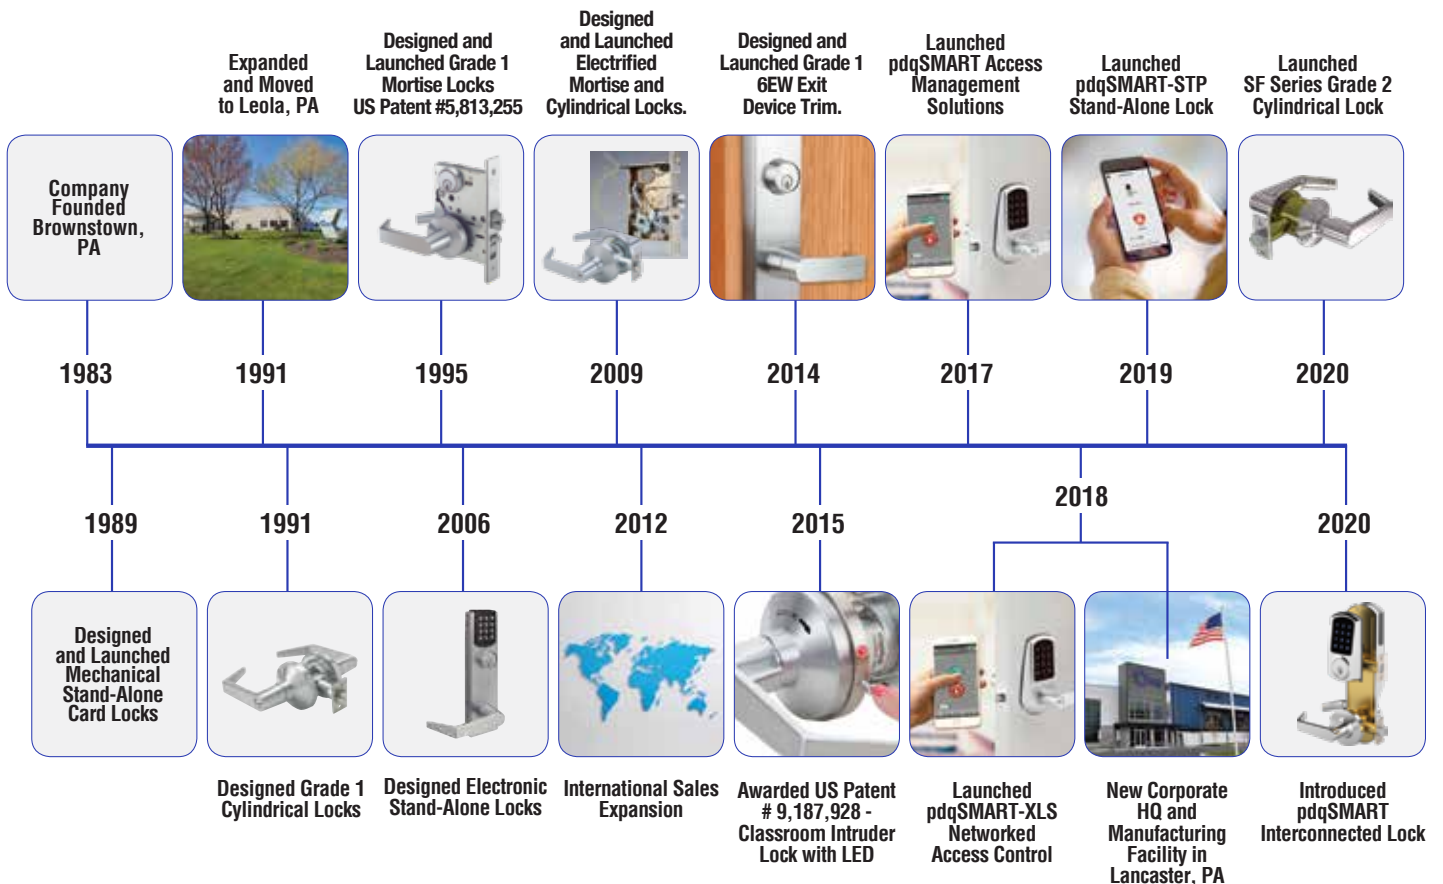 Expanded
and Moved
to Leola, PA
Designed and
Launched Grade 1
Mortise Locks
US Patent #5,813,255
Designed
and Launched
Electrified
Mortise and
Cylindrical Locks.
Designed and
Launched Grade 1
6EW Exit
Device Trim.
Launched
pdqSMART Access
Management
Solutions
Launched
pdqSMART-STP
Stand-Alone Lock
Launched
SF Series Grade 2
Cylindrical Lock
Company
Founded
Brownstown,
PA
1983
1991
1995
2009
2014
2017
2019
2020
1989
1991
2006
2012
2015
2018
2020
Designed
and Launched
Mechanical
Stand-Alone
Card Locks
Designed Grade 1
Cylindrical Locks
Designed Electronic
Stand-Alone Locks
International Sales
Expansion
Awarded US Patent
# 9,187,928 -
Classroom Intruder
Lock with LED
Launched
pdqSMART-XLS
Networked
Access Control
New Corporate
HQ and
Manufacturing
Facility in
Lancaster, PA
Introduced
pdqSMART
Interconnected Lock